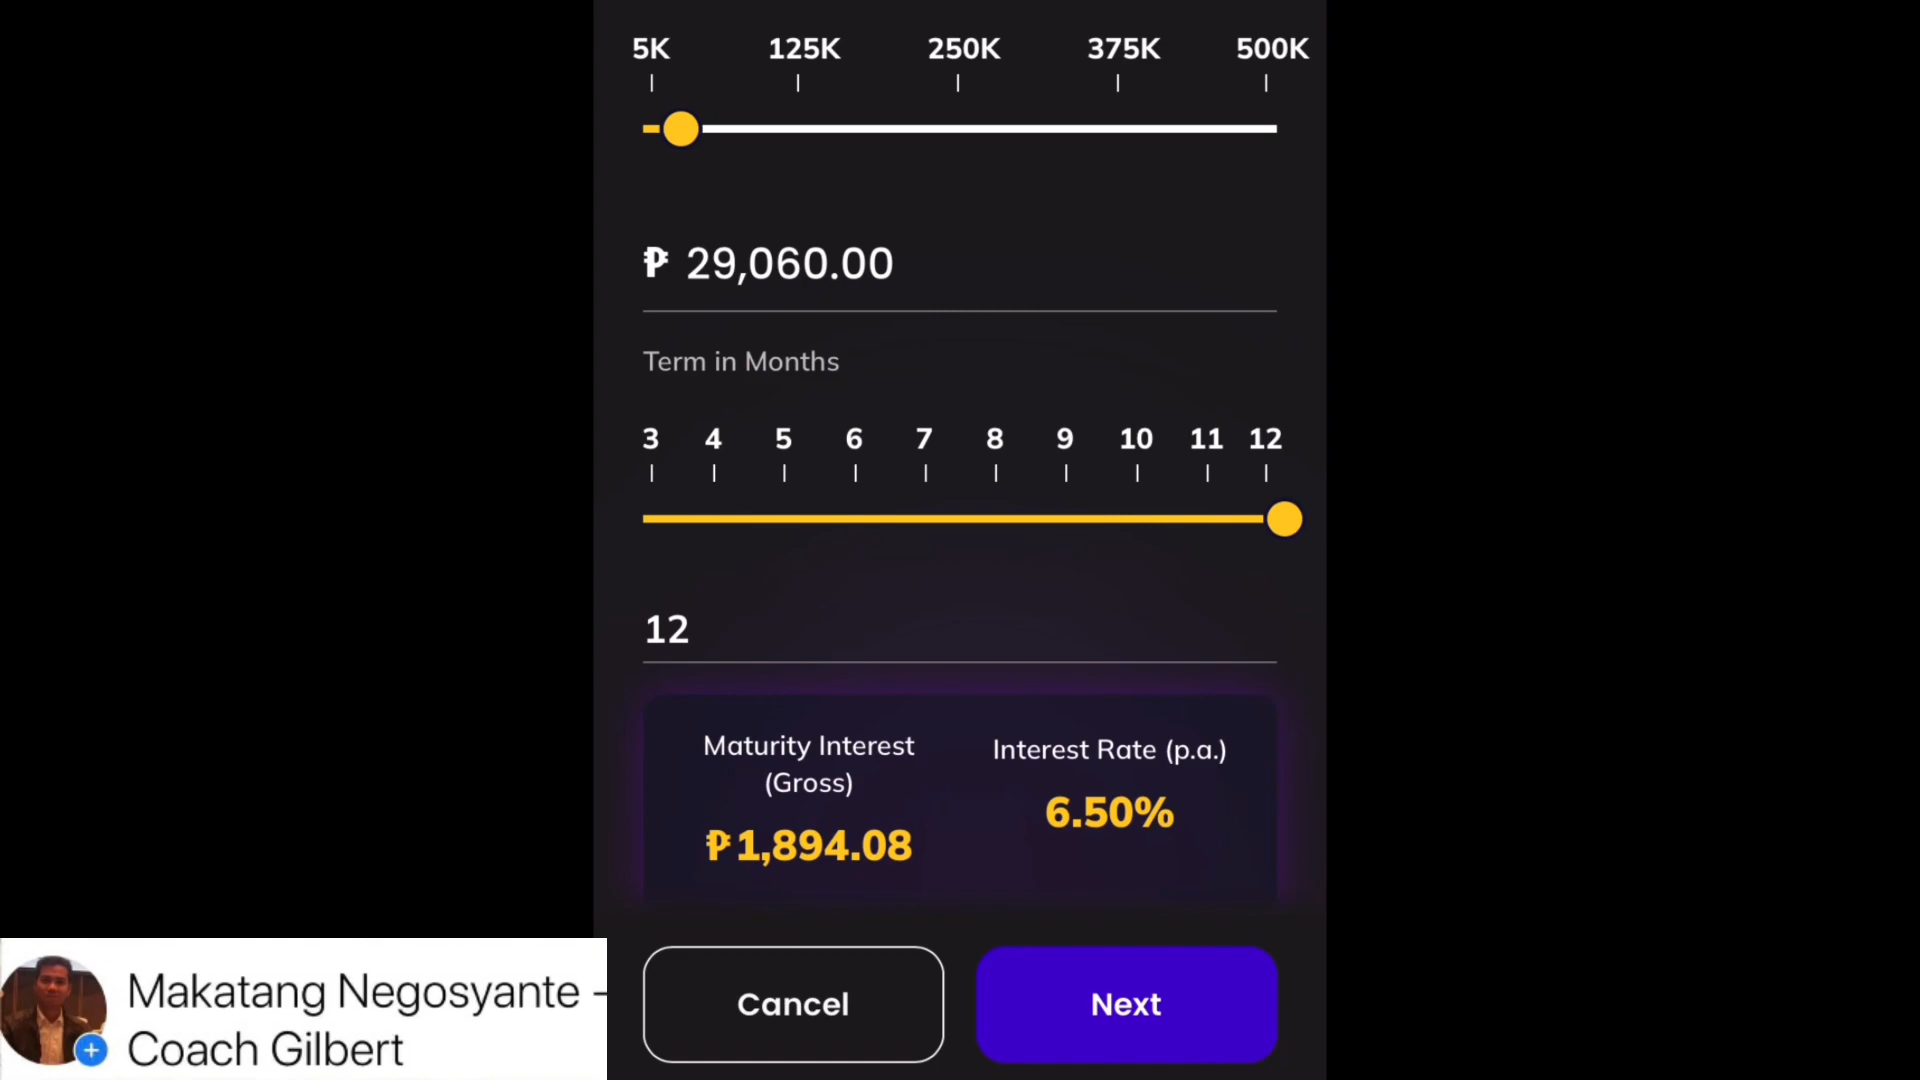 5K 125K 250K 375K 500K
₱ 29,060.00
Term in Months
3 4 5 6 7 8 9 10 11 12
12
Maturity Interest
(Gross)
₱1,894.08
Interest Rate (p.a.)
6.50%
Cancel
Next
Makatang Negosyante -
Coach Gilbert